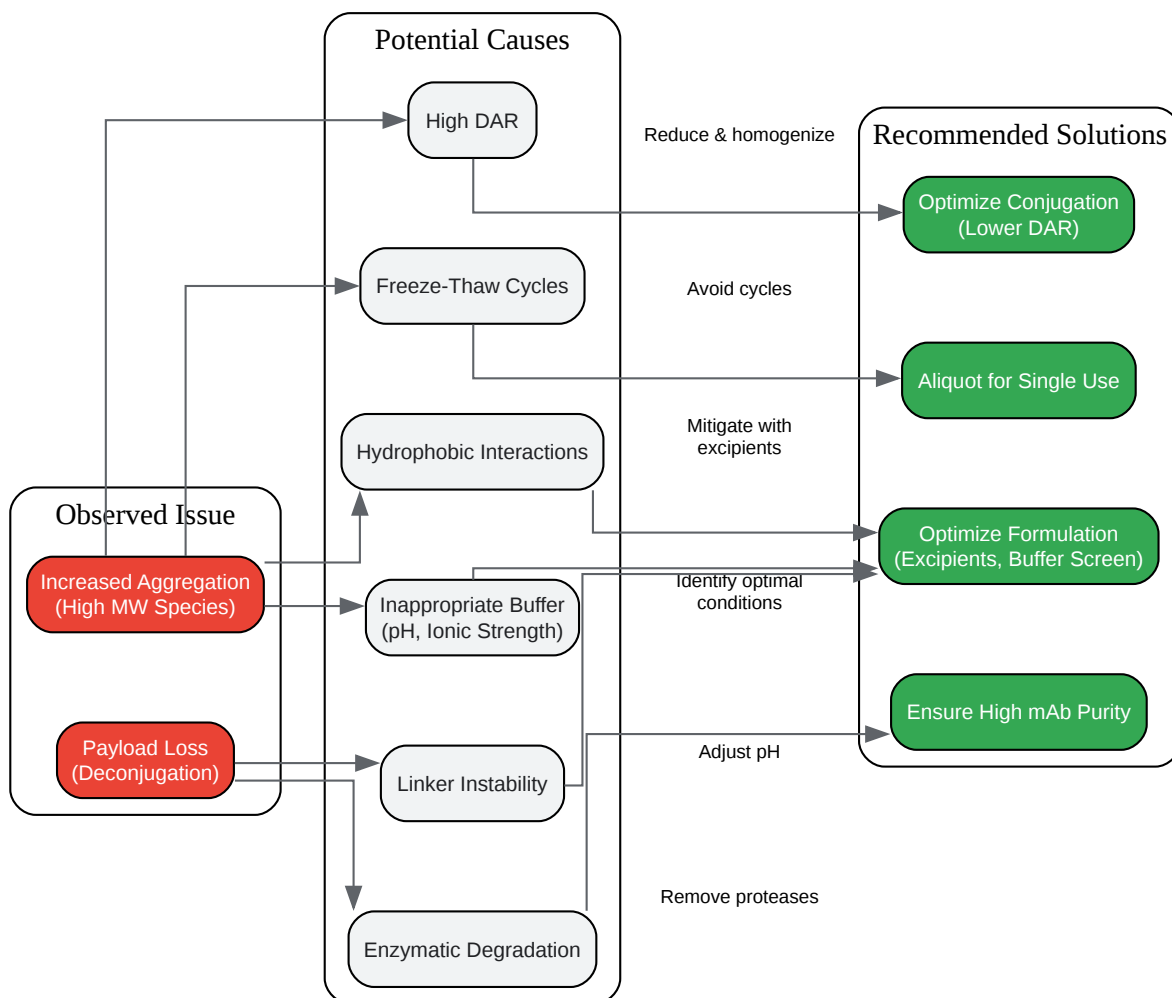 Potential Causes
High DAR
Freeze-Thaw Cycles
Hydrophobic Interactions
Inappropriate Buffer
(pH, Ionic Strength)
Linker Instability
Enzymatic Degradation
Observed Issue
Increased Aggregation
(High MW Species)
Payload Loss
(Deconjugation)
Reduce & homogenize
Avoid cycles
Mitigate with
excipients
Identify optimal
conditions
Adjust pH
Remove proteases
Recommended Solutions
Optimize Conjugation
(Lower DAR)
Aliquot for Single Use
Optimize Formulation
(Excipients, Buffer Screen)
Ensure High mAb Purity